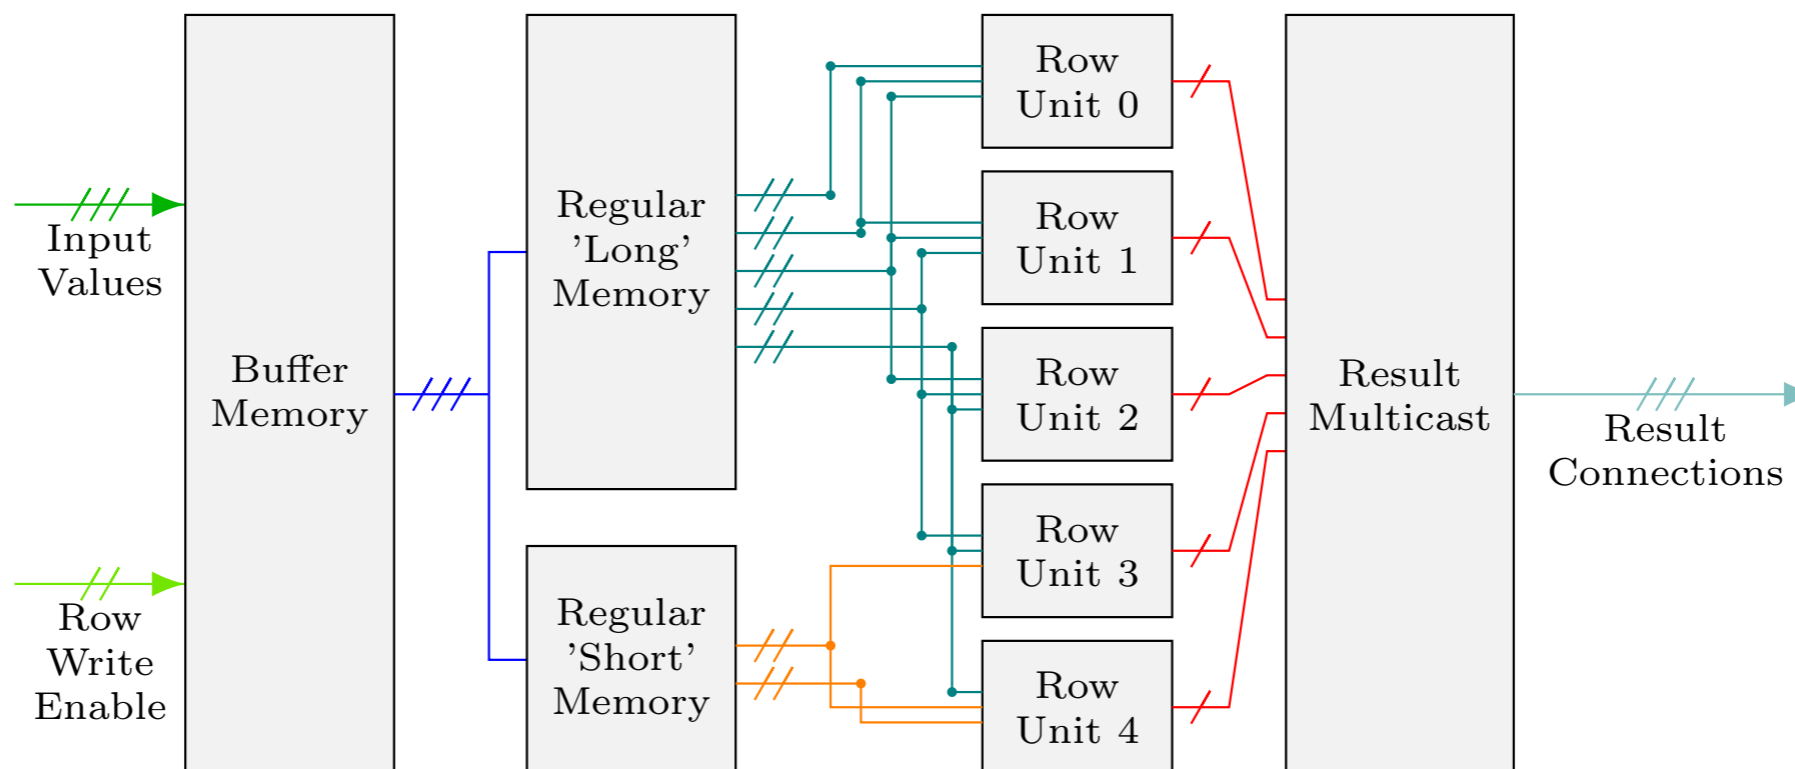 Input
Values
Row
Write
Enable
Buffer
Memory
Regular
’Long’
Memory
Regular
’Short’
Memory
Row
Unit 0
Row
Unit 1
Row
Unit 2
Row
Unit 3
Row
Unit 4
Result
Multicast
Result
Connections